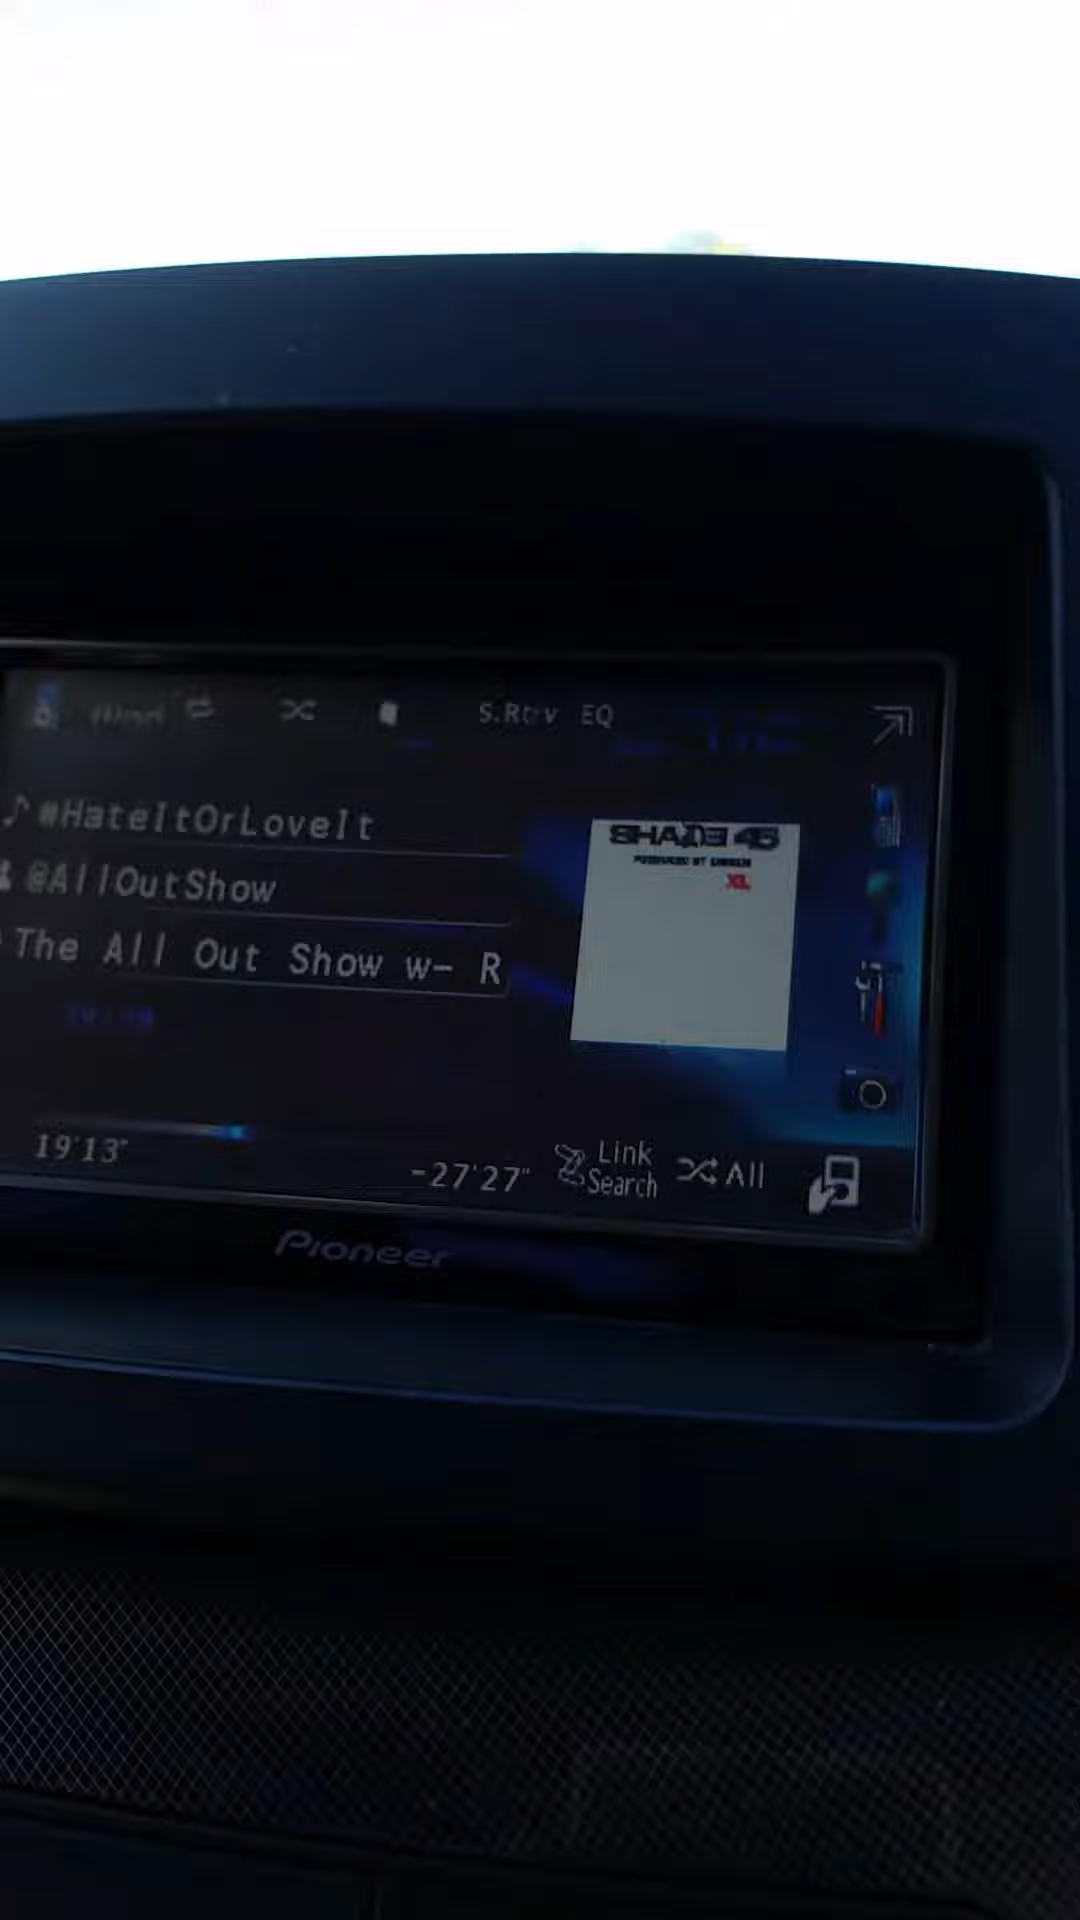 S.Rtrv EQ
#HateItOrLoveIt
@AllOutShow
The All Out Show w- R
SHADE 45
XL
19'13"
-27'27"
Link
Search
All
Pioneer